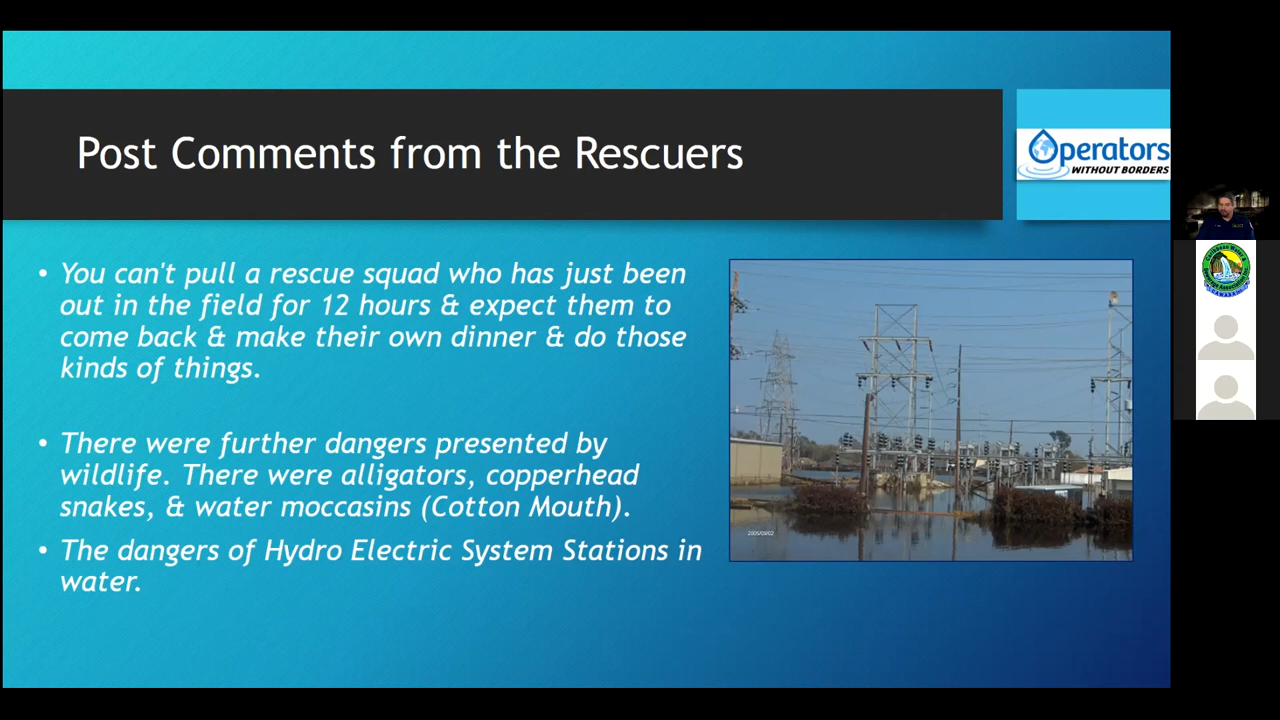 Post Comments from the Rescuers
Operators
WITHOUT BORDERS
• You can't pull a rescue squad who has just been
out in the field for 12 hours & expect them to
come back & make their own dinner & do those
kinds of things.
• There were further dangers presented by
wildlife. There were alligators, copperhead
snakes, & water moccasins (Cotton Mouth).
• The dangers of Hydro Electric System Stations in
water.
2005/09/02